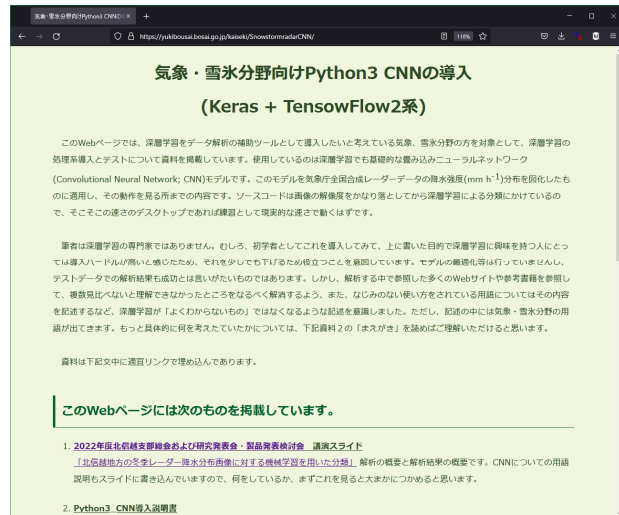 気象・雪氷分野向けPython3 CNNの導
https://yukibousai.bosai.go.jp/kaiseki/SnowstormradarCNN/
110%
気象・雪氷分野向けPython3 CNNの導入
(Keras + TensowFlow2系)
このWebページでは、深層学習をデータ解析の補助ツールとして導入したいと考えている気象、雪氷分野の方を対象として、深層学習の
処理系導入とテストについて資料を掲載しています。使用しているのは深層学習でも基礎的な畳み込みニューラルネットワーク
(Convolutional Neural Network; CNN)モデルです。このモデルを気象庁全国合成レーダーデータの降水強度(mm h-1)分布を図化したも
のに適用し、その動作を見る所までの内容です。ソースコードは画像の解像度をかなり落としてから深層学習による分類にかけているの
で、そこそこの速さのデスクトップであれば練習として現実的な速さで動くはずです。
筆者は深層学習の専門家ではありません。むしろ、初学者としてこれを導入してみて、上に書いた目的で深層学習に興味を持つ人にとっ
ては導入ハードルが高いと感じたため、それを少しでも下げるため役立つことを意図しています。モデルの最適化等は行っていませんし、
テストデータでの解析結果も成功とは言いがたいものではあります。しかし、解析する中で参照した多くのWebサイトや参考書籍を参照し
て、複数見比べないと理解できなかったところをなるべく解消するよう、また、なじみのない使い方をされている用語についてはその内容
を記述するなど、深層学習が「よくわからないもの」ではなくなるような記述を意識しました。ただし、記述の中には気象・雪氷分野の用
語が出てきます。もっと具体的に何を考えていたかについては、下記資料２の「まえがき」を読めばご理解いただけると思います。
資料は下記文中に適宜リンクで埋め込んであります。
このWebページには次のものを掲載しています。
1. 2022年度北信越支部総会および研究発表会・製品発表検討会 講演スライド
「北信越地方の冬季レーダー降水分布画像に対する機械学習を用いた分類」 解析の概要と解析結果の概要です。CNNについての用語
説明もスライドに書き込んでいますので、何をしているか、まずこれを見ると大まかにつかめると思います。
2. Python3 CNN導入説明書